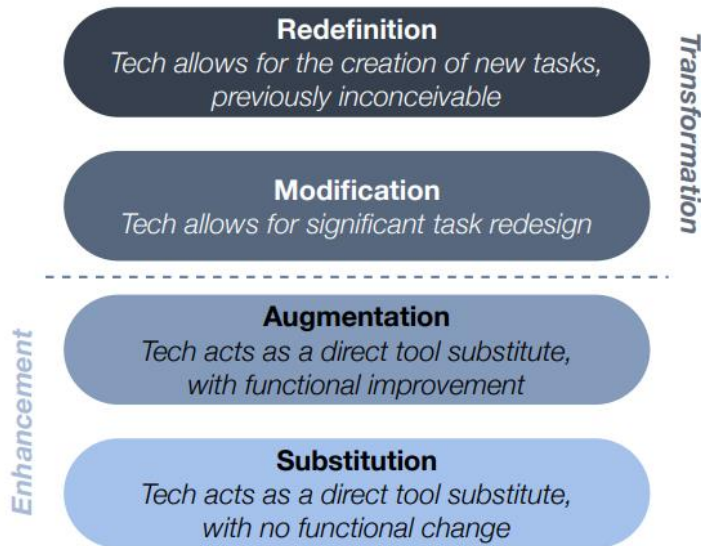 Redefinition
Tech allows for the creation of new tasks,
previously inconceivable
Modification
Tech allows for significant task redesign
Transformation
Augmentation
Tech acts as a direct tool substitute,
with functional improvement
Substitution
Tech acts as a direct tool substitute,
with no functional change
Enhancement